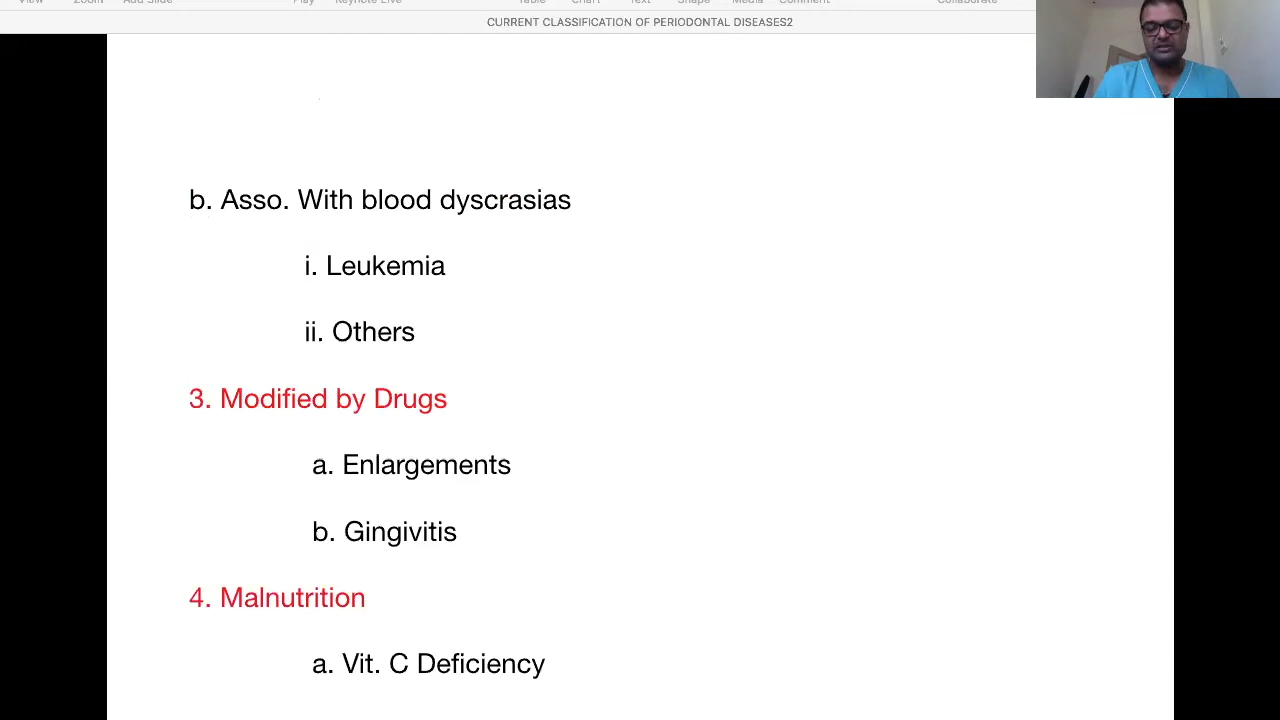 View Zoom Add Slide Play Keynote Live Table Chart Text Shape Media Comment Collaborate
CURRENT CLASSIFICATION OF PERIODONTAL DISEASES2
b. Asso. With blood dyscrasias
i. Leukemia
ii. Others
3. Modified by Drugs
a. Enlargements
b. Gingivitis
4. Malnutrition
a. Vit. C Deficiency